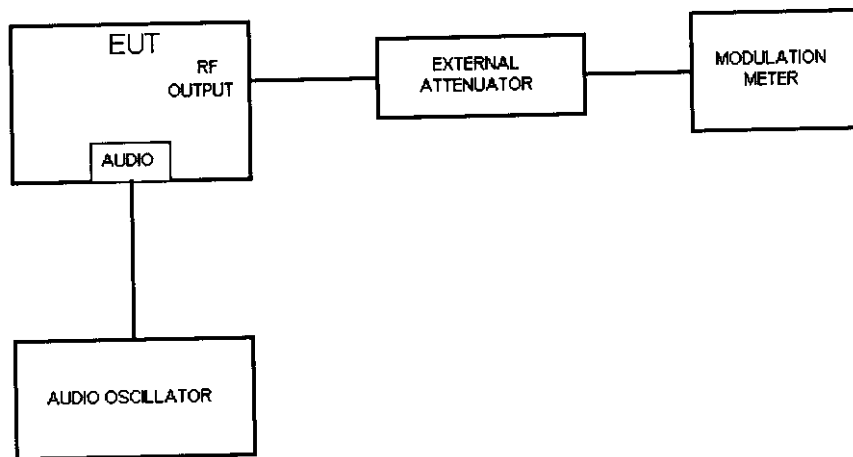 EUT
RF
OUTPUT
AUDIO
EXTERNAL
ATTENUATOR
MODULATION
METER
AUDIO OSCILLATOR